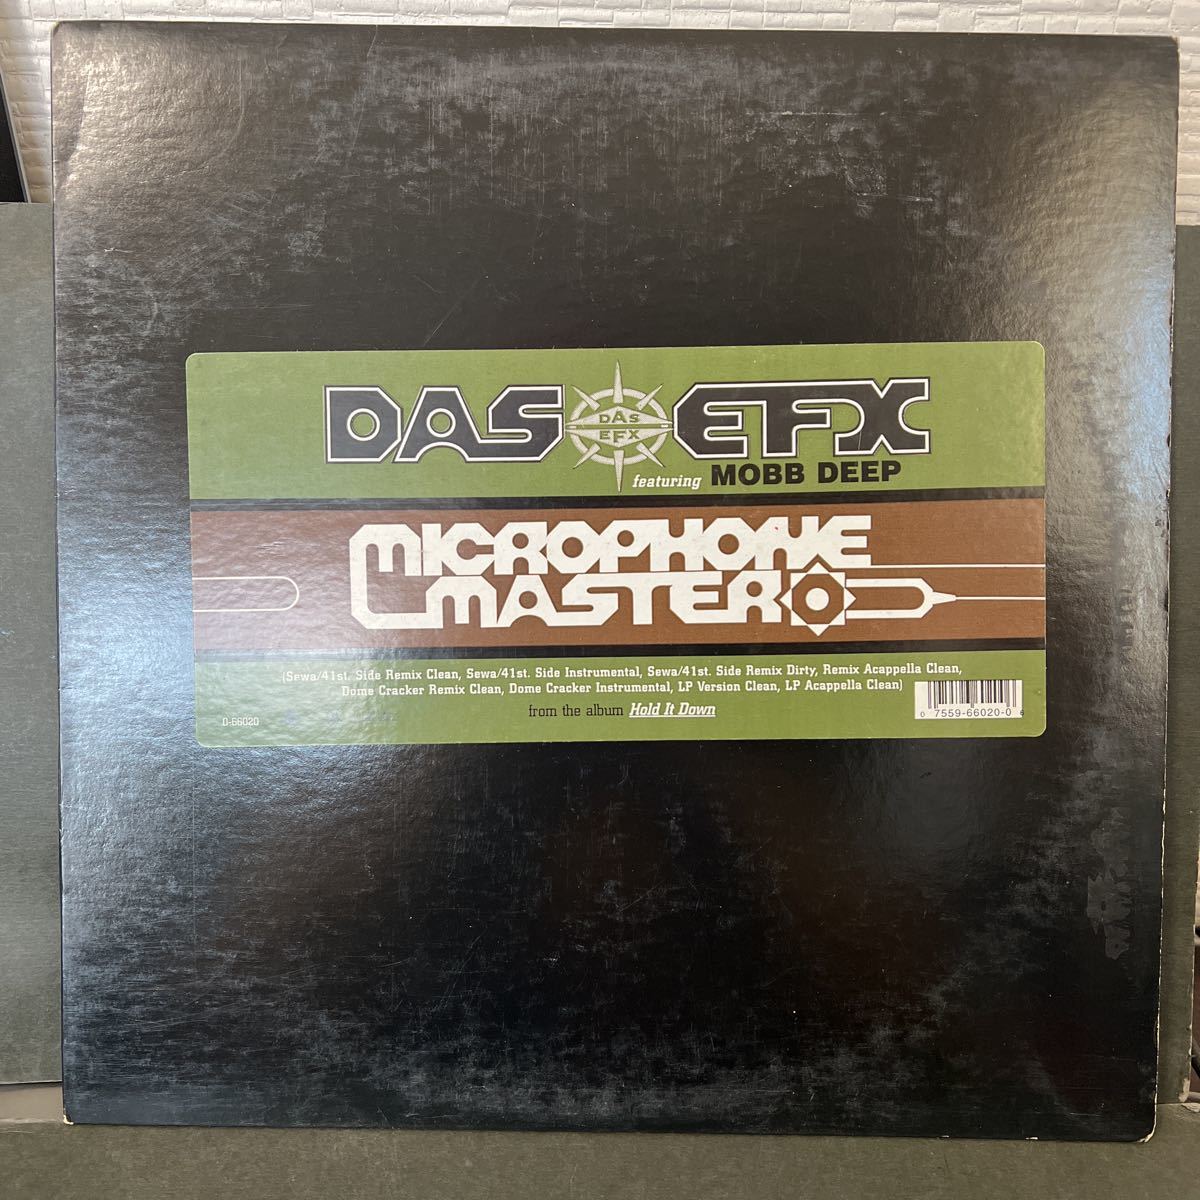 DAS EFX
DAS
EFX
featuring MOBB DEEP
MICROPHONE
MASTER
(Sewa/41st. Side Remix Clean, Sewa/41st. Side Instrumental, Sewa/41st. Side Remix Dirty, Remix Acappella Clean,
Dome Cracker Remix Clean, Dome Cracker Instrumental, LP Version Clean, LP Acappella Clean)
from the album Hold It Down
0-66020
0 7559-66020-0 6